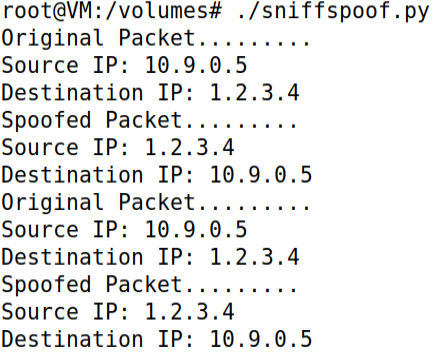 root@VM:/volumes# ./sniffspoof.py
Original Packet.........
Source IP: 10.9.0.5
Destination IP: 1.2.3.4
Spoofed Packet.........
Source IP: 1.2.3.4
Destination IP: 10.9.0.5
Original Packet.........
Source IP: 10.9.0.5
Destination IP: 1.2.3.4
Spoofed Packet.........
Source IP: 1.2.3.4
Destination IP: 10.9.0.5